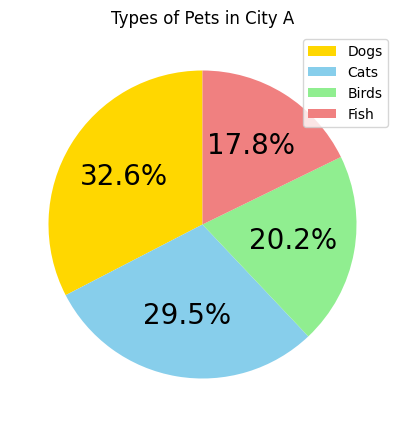 Types of Pets in City A
Dogs
Cats
Birds
Fish
17.8%
32.6%
20.2%
29.5%